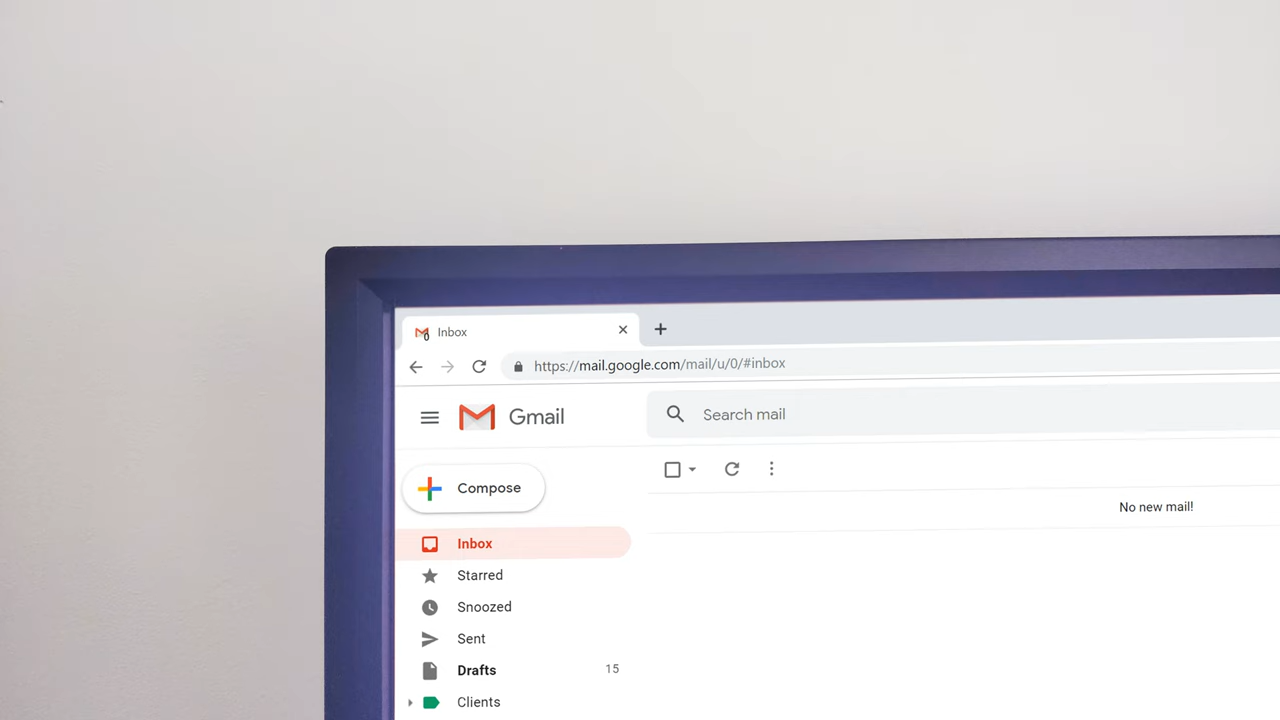 Inbox
https://mail.google.com/mail/u/0/#inbox
Gmail
Search mail
Compose
No new mail!
Inbox
Starred
Snoozed
Sent
Drafts 15
Clients